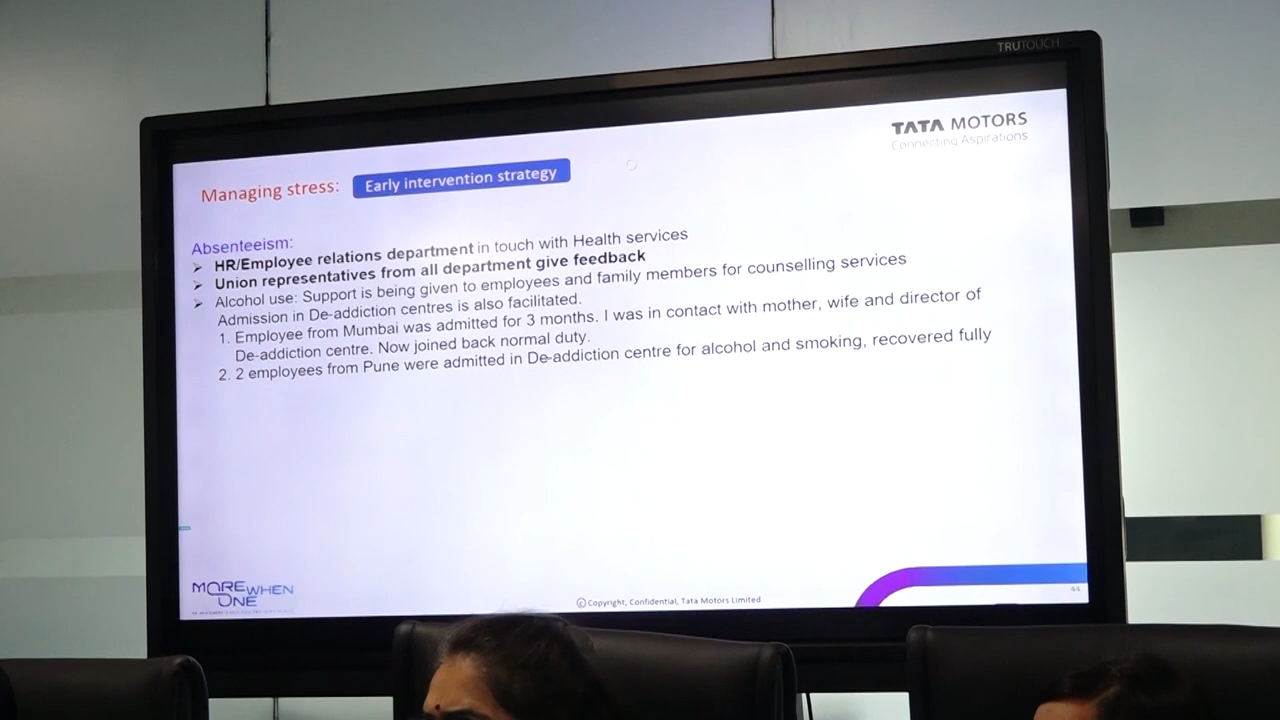 TRUTOUCH
TATA MOTORS
Connecting Aspirations
Managing stress: Early intervention strategy
Absenteeism:
➢ HR/Employee relations department in touch with Health services
➢ Union representatives from all department give feedback
➢ Alcohol use: Support is being given to employees and family members for counselling services
Admission in De-addiction centres is also facilitated.
1. Employee from Mumbai was admitted for 3 months. I was in contact with mother, wife and director of
De-addiction centre. Now joined back normal duty.
2. 2 employees from Pune were admitted in De-addiction centre for alcohol and smoking, recovered fully
MORE WHEN
ONE
© Copyright, Confidential, Tata Motors Limited
44